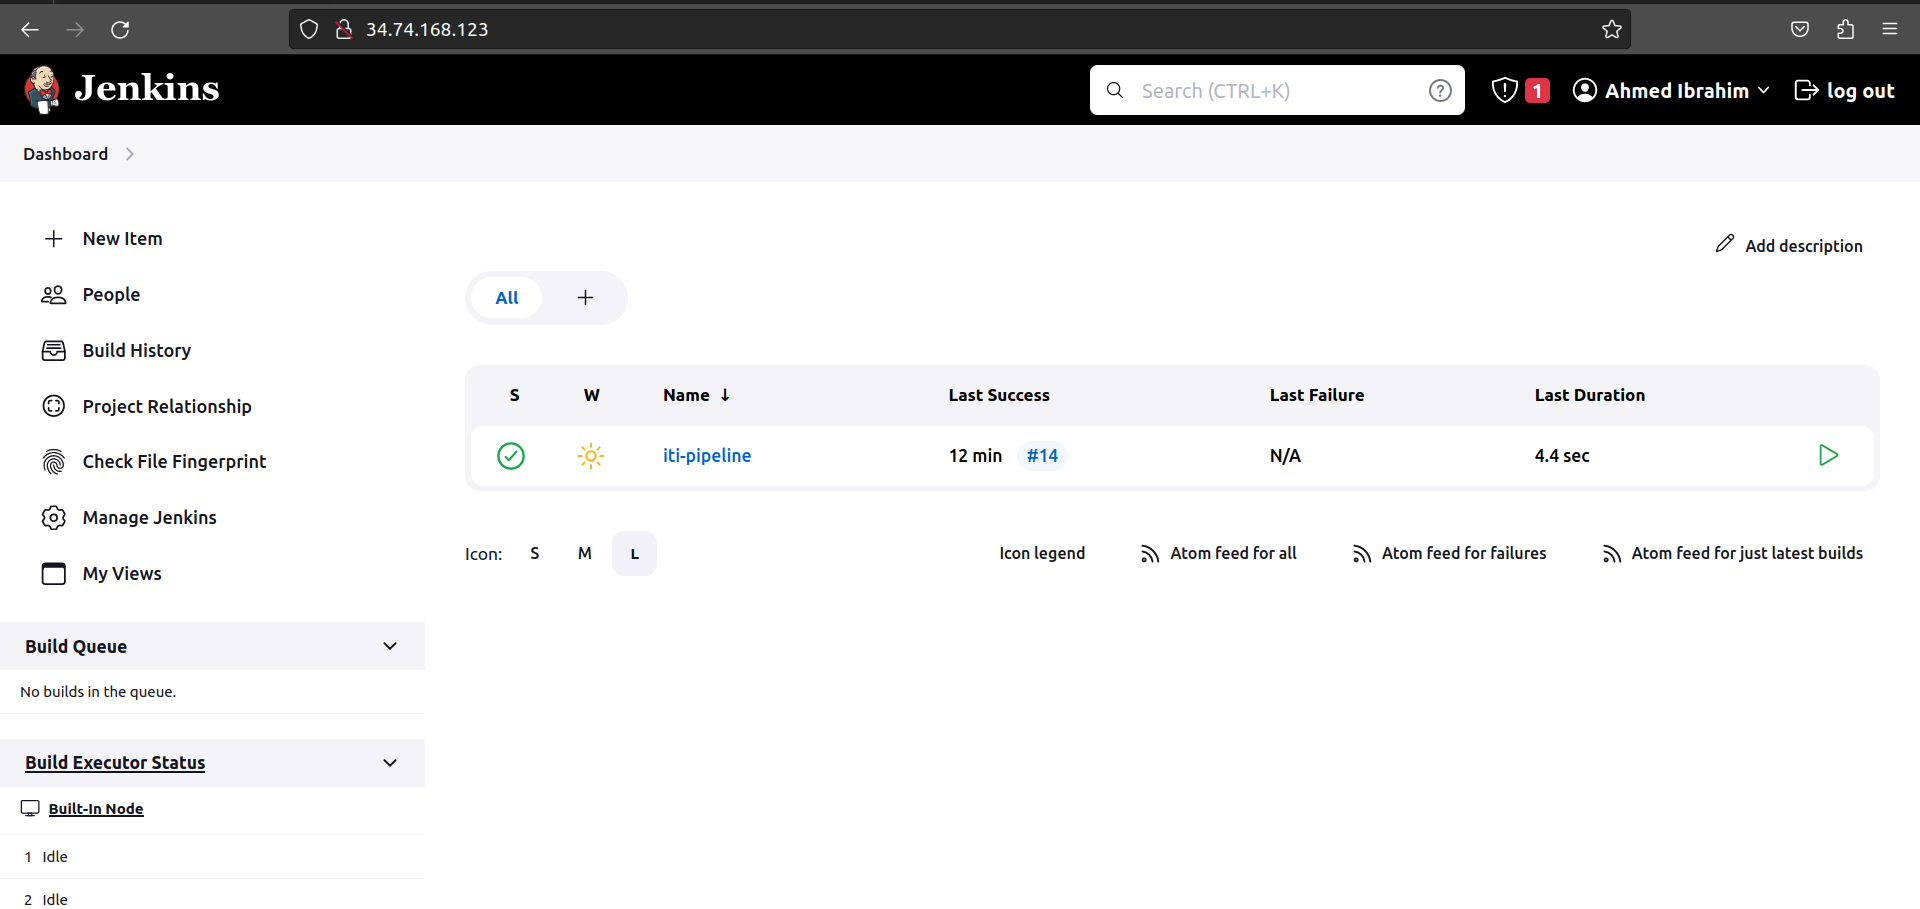 34.74.168.123
Jenkins
Search (CTRL+K)
?
1
Ahmed Ibrahim
log out
Dashboard
New Item
People
Build History
Project Relationship
Check File Fingerprint
Manage Jenkins
My Views
Build Queue
No builds in the queue.
Build Executor Status
Built-In Node
1 Idle
2 Idle
Add description
All +
S W Name ↓ Last Success Last Failure Last Duration
iti-pipeline 12 min #14 N/A 4.4 sec
Icon: S M L
Icon legend Atom feed for all Atom feed for failures Atom feed for just latest builds